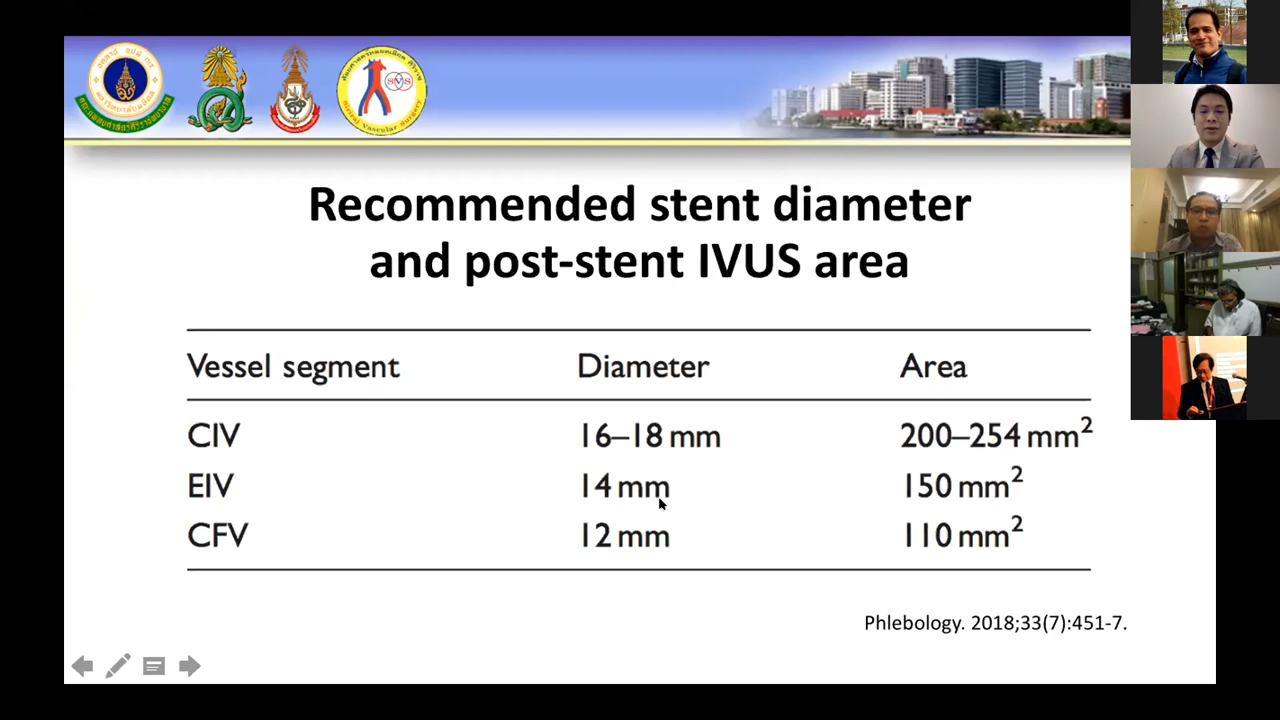 Recommended stent diameter
and post-stent IVUS area
Vessel segment Diameter Area
CIV 16–18 mm 200–254 mm²
EIV 14 mm 150 mm²
CFV 12 mm 110 mm²
Phlebology. 2018;33(7):451-7.